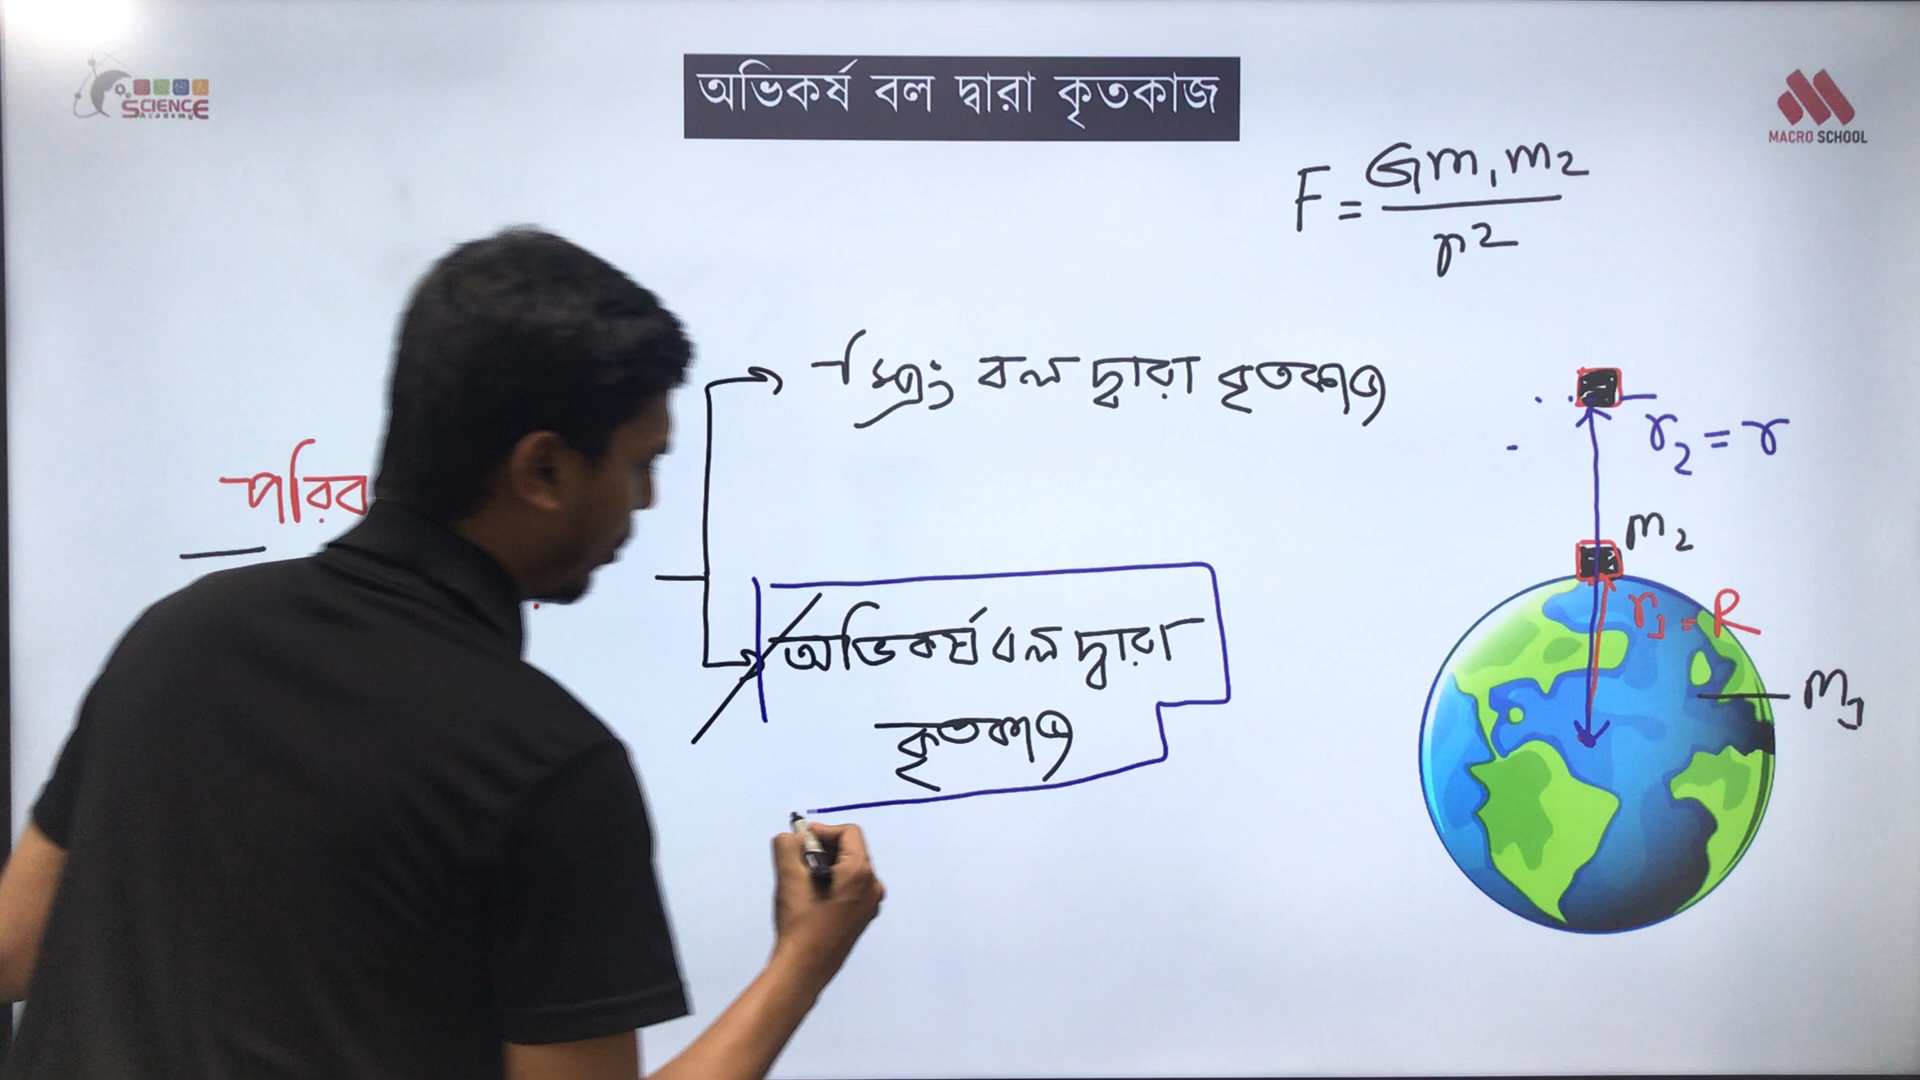 SCIENCE
Academy
অভিকর্ষ বল দ্বারা কৃতকাজ
MACRO SCHOOL
F = Gm₁m₂ / r²
স্প্রিং বল দ্বারা কৃতকাজ
r₂ = r
পরিব
m₂
r₁ = R
অভিকর্ষ বল দ্বারা
কৃতকাজ
m₁